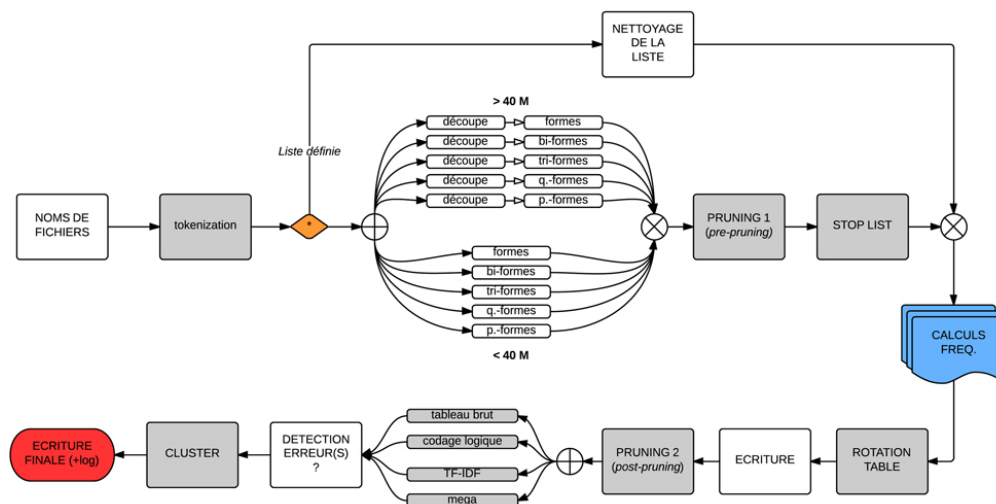 NETTOYAGE
DE LA
LISTE
> 40 M
Liste définie
découpe formes
découpe bi-formes
découpe tri-formes
découpe q.-formes
découpe p.-formes
NOMS DE
FICHIERS
tokenization
*
PRUNING 1
(pre-pruning)
STOP LIST
formes
bi-formes
tri-formes
q.-formes
p.-formes
< 40 M
CALCULS
FREQ.
tableau brut
codage logique
TF-IDF
mega
ECRITURE
FINALE (+log)
CLUSTER
DETECTION
ERREUR(S)
?
PRUNING 2
(post-pruning)
ECRITURE
ROTATION
TABLE